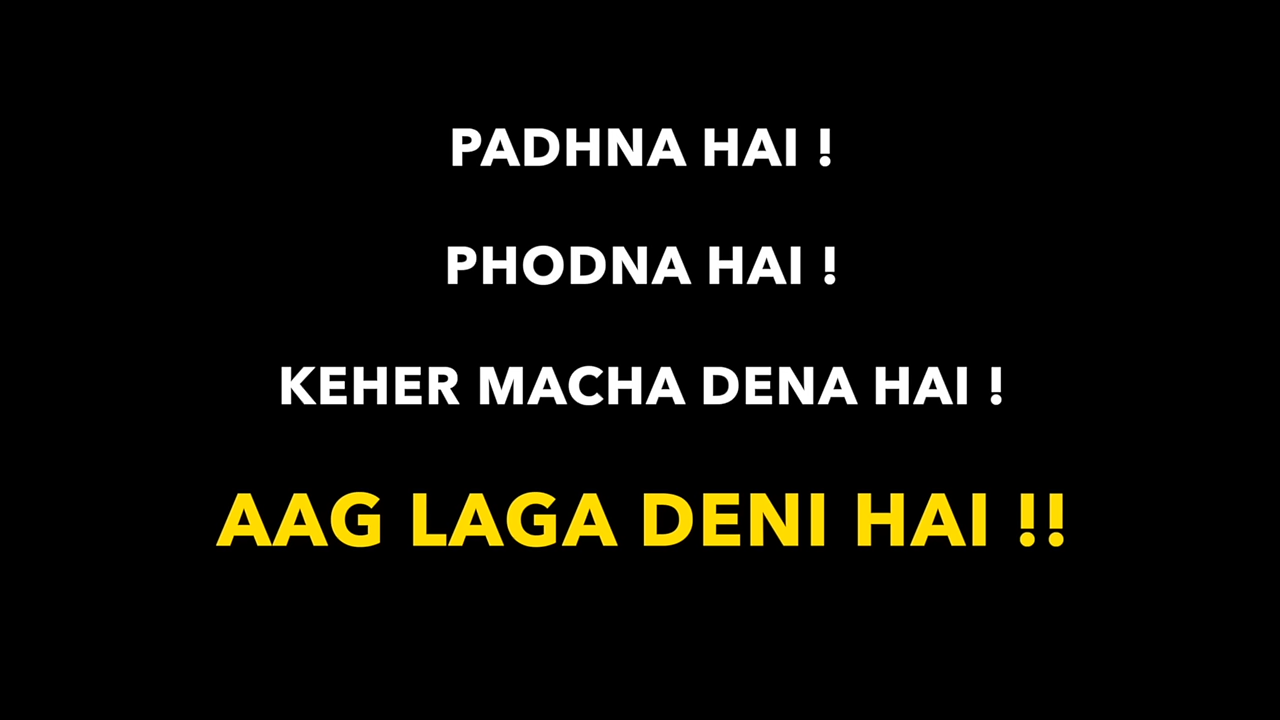 PADHNA HAI !
PHODNA HAI !
KEHER MACHA DENA HAI !
AAG LAGA DENI HAI !!